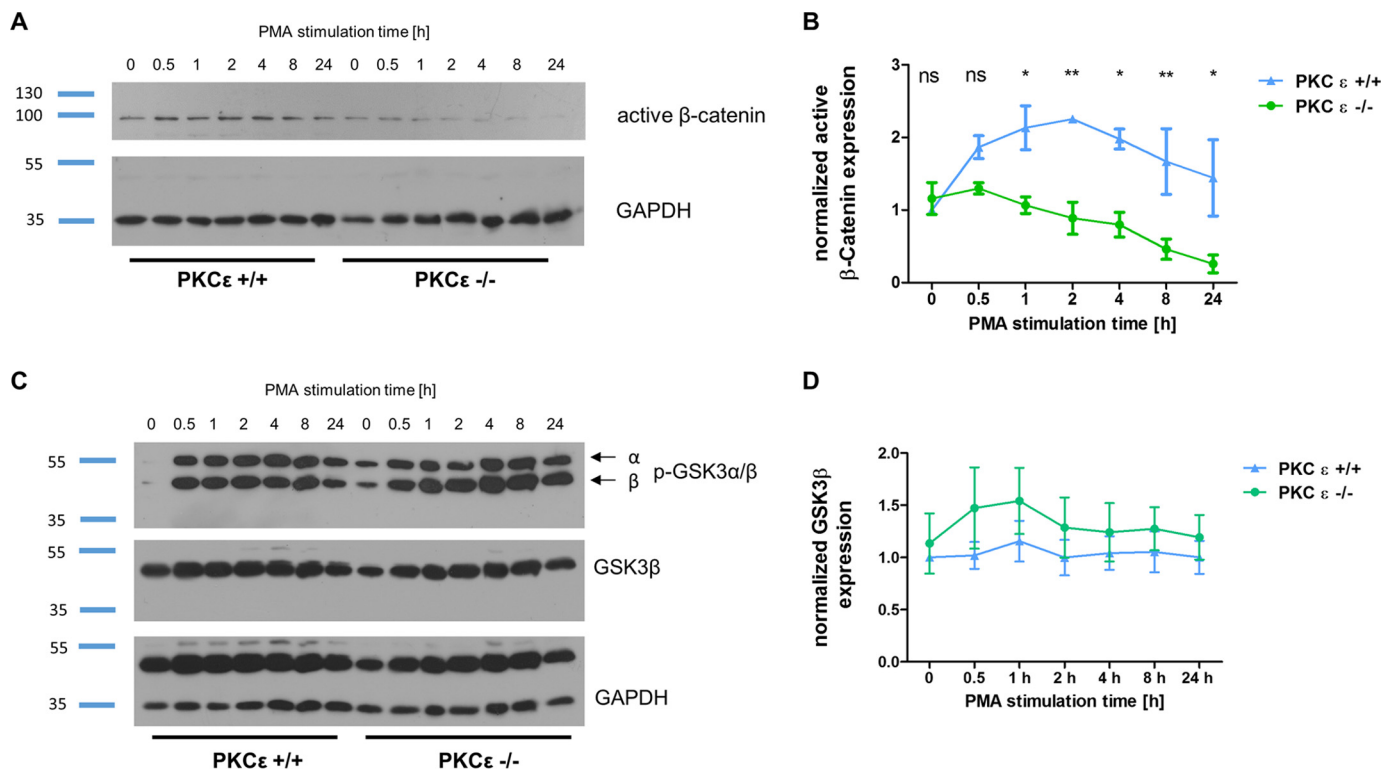 A
PMA stimulation time [h]
0 0.5 1 2 4 8 24 0 0.5 1 2 4 8 24
130
100
active β-catenin
55
35
GAPDH
PKCε +/+ PKCε -/-
B
normalized active
β-Catenin expression
3
2
1
0
ns ns * ** * ** *
PKC ε +/+
PKC ε -/-
0 0.5 1 2 4 8 24
PMA stimulation time [h]
C
PMA stimulation time [h]
0 0.5 1 2 4 8 24 0 0.5 1 2 4 8 24
55
35
α
β
p-GSK3α/β
55
35
GSK3β
55
35
GAPDH
PKCε +/+ PKCε -/-
D
normalized GSK3β
expression
2.0
1.5
1.0
0.5
0.0
PKC ε +/+
PKC ε -/-
0 0.5 1 h 2 h 4 h 8 h 24 h
PMA stimulation time [h]